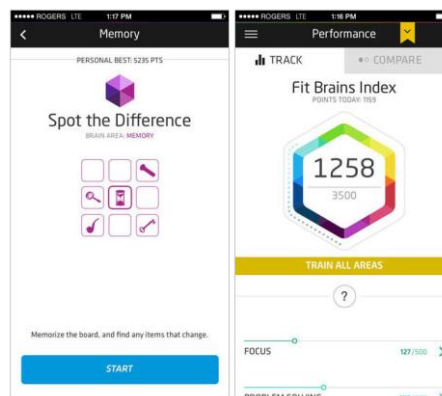 ROGERS LTE 1:17 PM
Memory
PERSONAL BEST: 5235 PTS
Spot the Difference
BRAIN AREA: MEMORY
Memorize the board, and find any items that change.
START
ROGERS LTE 1:16 PM
Performance
TRACK
COMPARE
Fit Brains Index
POINTS TODAY: 1159
1258
3500
TRAIN ALL AREAS
?
FOCUS 127/500
PROBLEM SOLVING